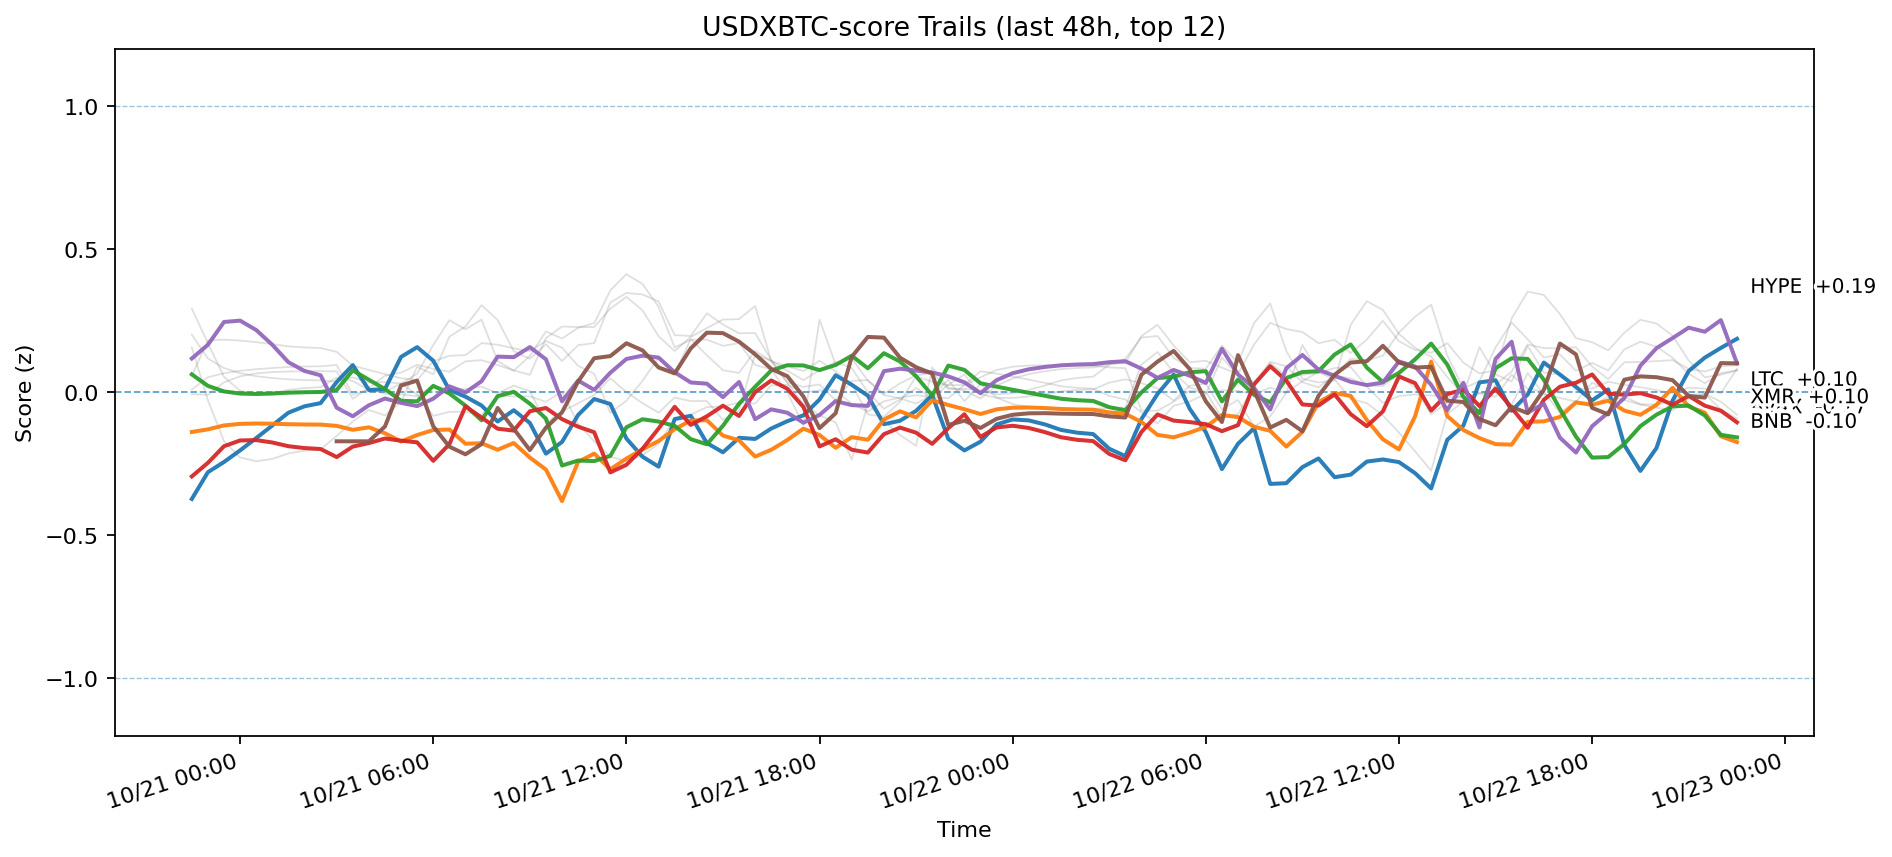 USDXBTC-score Trails (last 48h, top 12)
Score (z)
1.0
0.5
0.0
−0.5
−1.0
HYPE +0.19
LTC +0.10
XMR +0.10
BNB -0.10
10/21 00:00
10/21 06:00
10/21 12:00
10/21 18:00
10/22 00:00
10/22 06:00
10/22 12:00
10/22 18:00
10/23 00:00
Time